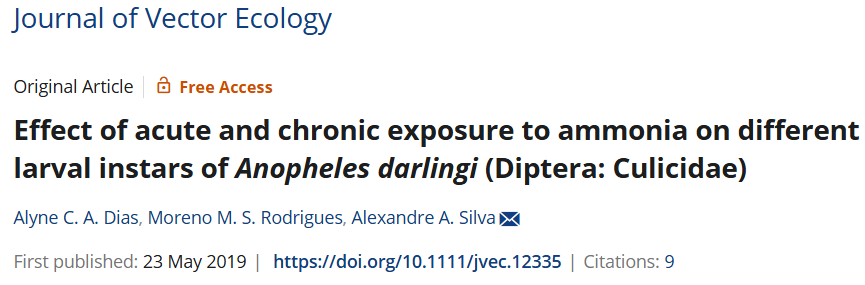 Journal of Vector Ecology
Original Article | Free Access
Effect of acute and chronic exposure to ammonia on different
larval instars of Anopheles darlingi (Diptera: Culicidae)
Alyne C. A. Dias, Moreno M. S. Rodrigues, Alexandre A. Silva
First published: 23 May 2019 | https://doi.org/10.1111/jvec.12335 | Citations: 9